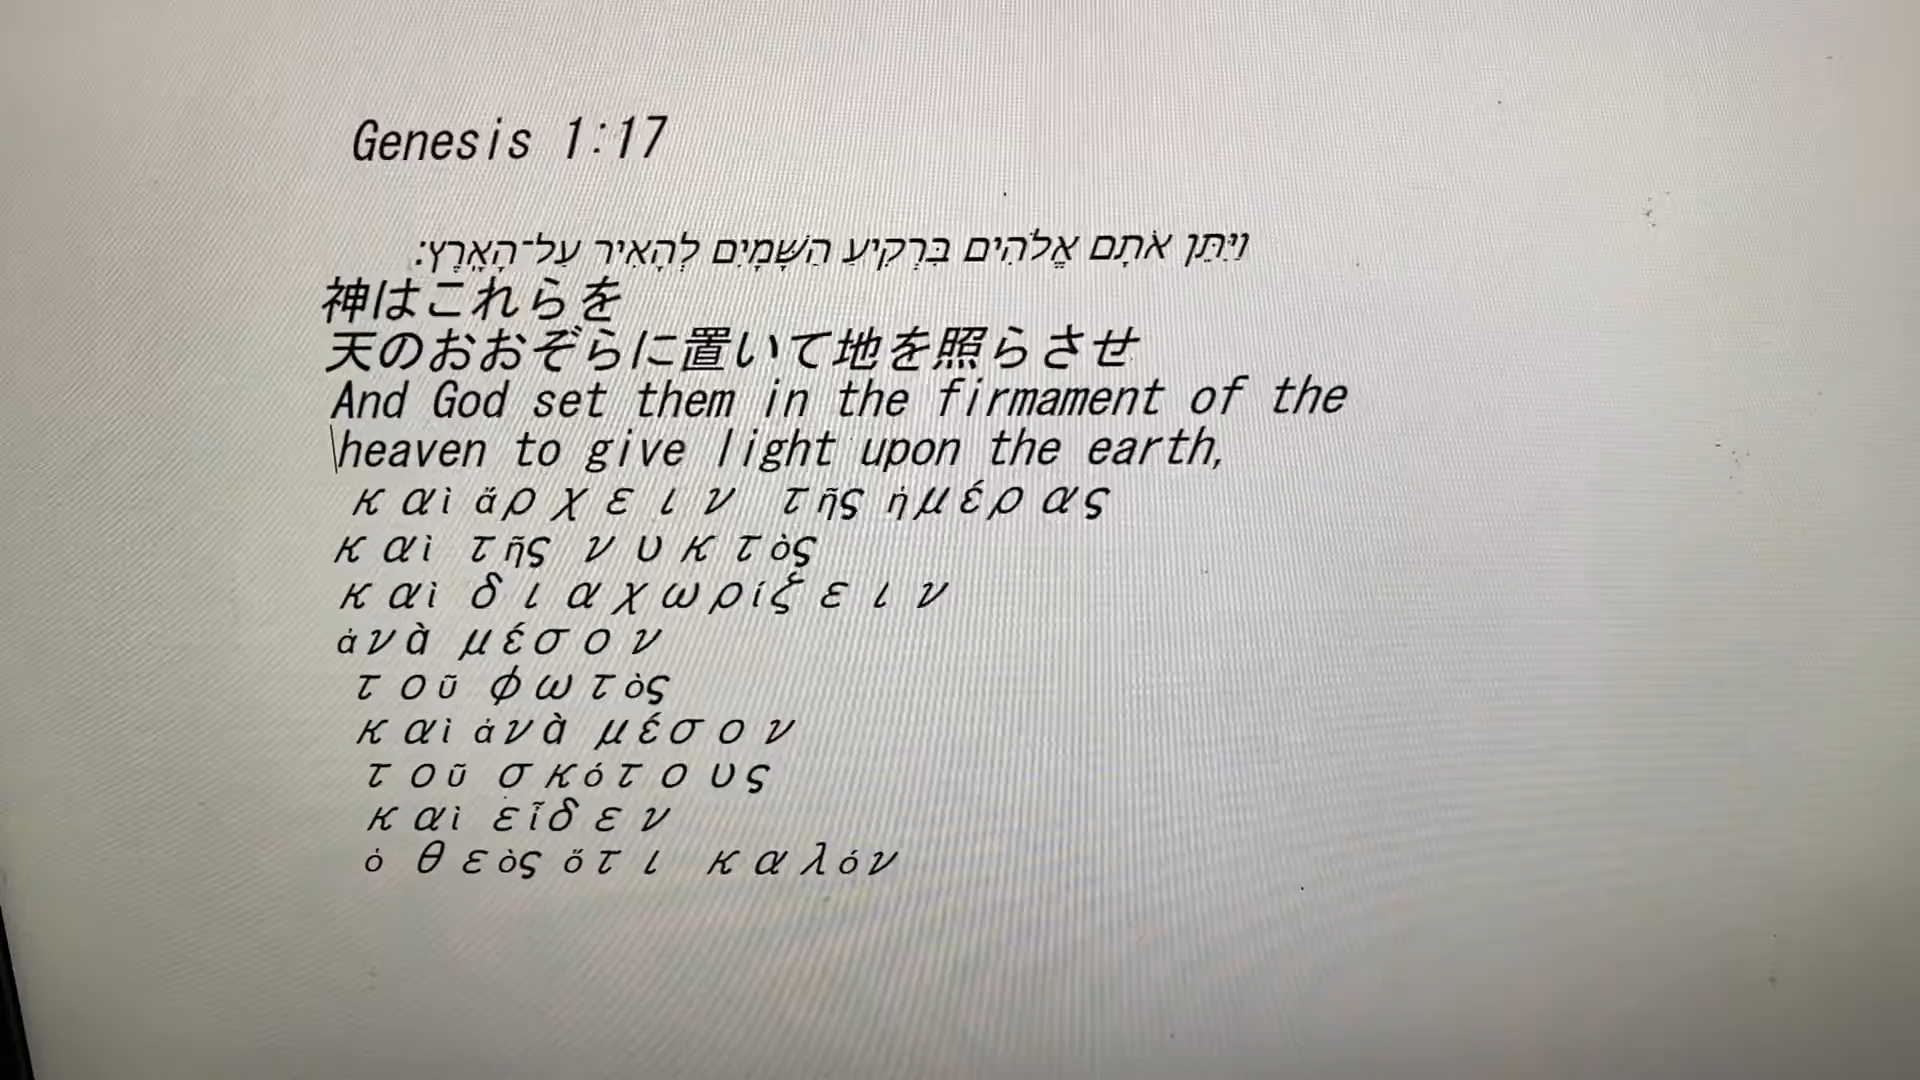 Genesis 1:17
וַיִּתֵּן אֹתָם אֱלֹהִים בִּרְקִיעַ הַשָּׁמָיִם לְהָאִיר עַל־הָאָֽרֶץ׃
神はこれらを
天のおおぞらに置いて地を照らさせ
And God set them in the firmament of the
heaven to give light upon the earth,
καὶ ἄρχειν τῆς ἡμέρας
καὶ τῆς νυκτὸς
καὶ διαχωρίζειν
ἀνὰ μέσον
τοῦ φωτὸς
καὶ ἀνὰ μέσον
τοῦ σκότους
καὶ εἶδεν
ὁ θεὸς ὅτι καλόν